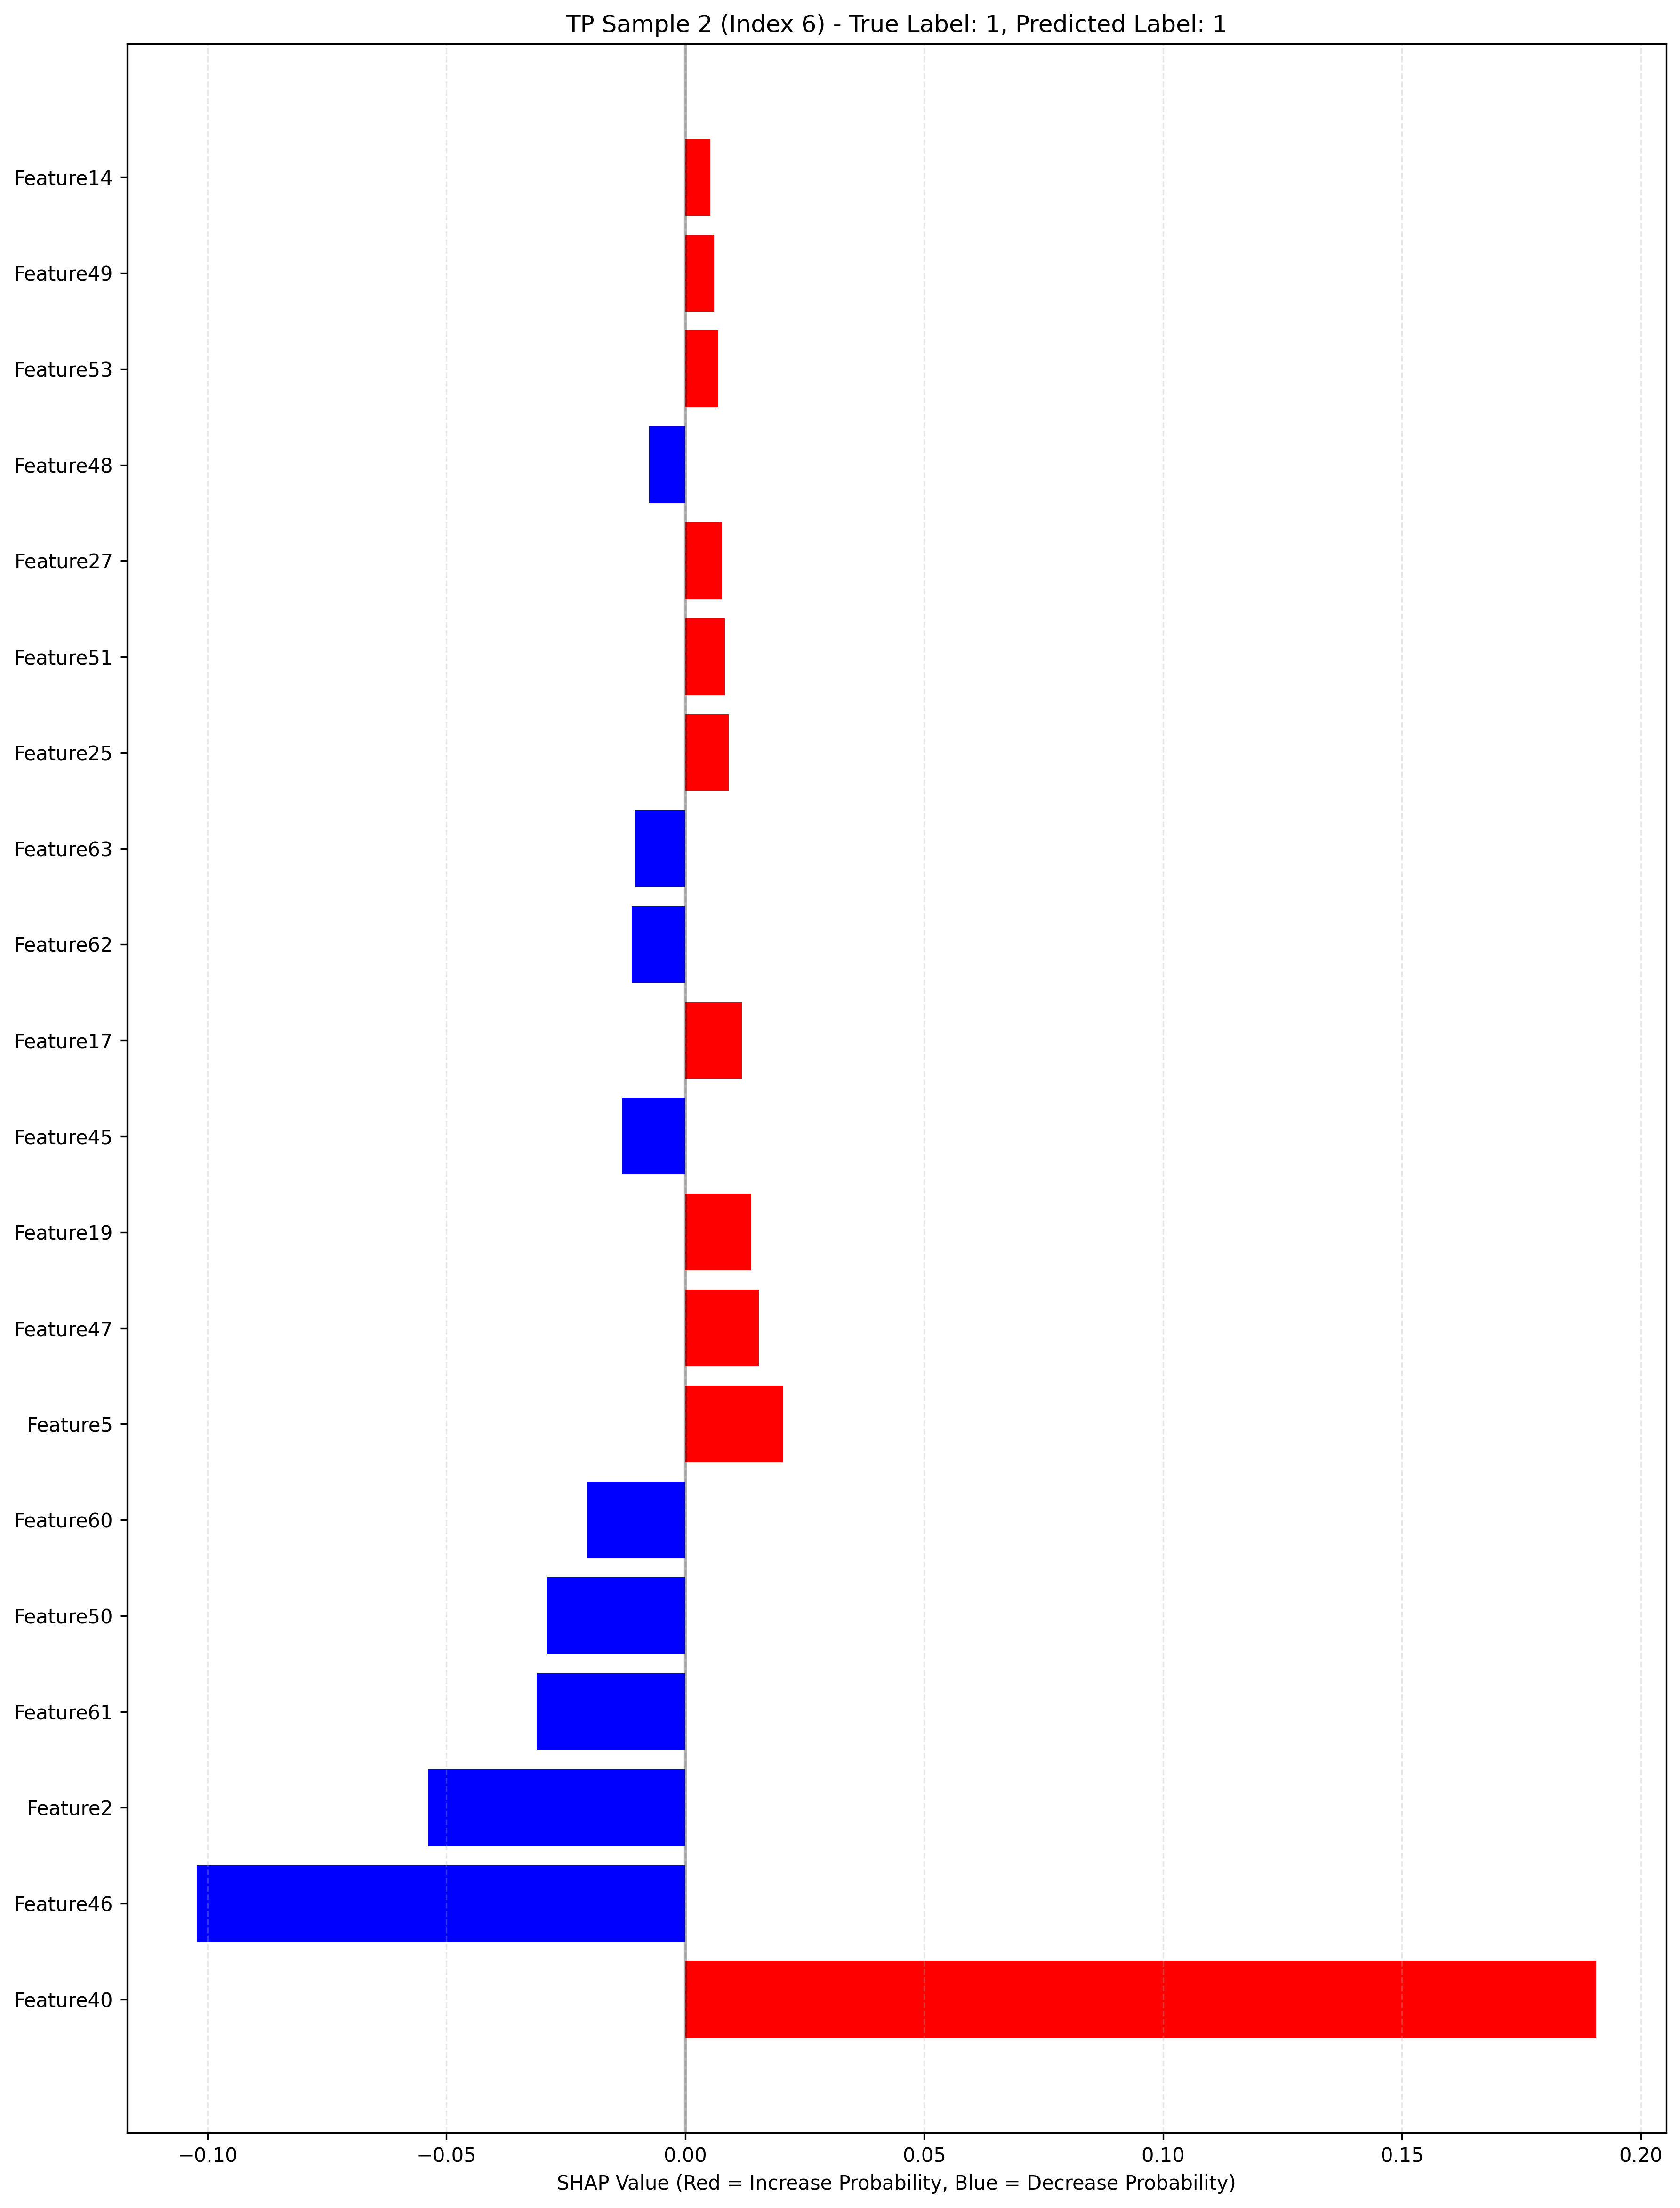 TP Sample 2 (Index 6) - True Label: 1, Predicted Label: 1
Feature14
Feature49
Feature53
Feature48
Feature27
Feature51
Feature25
Feature63
Feature62
Feature17
Feature45
Feature19
Feature47
Feature5
Feature60
Feature50
Feature61
Feature2
Feature46
Feature40
−0.10 −0.05 0.00 0.05 0.10 0.15 0.20
SHAP Value (Red = Increase Probability, Blue = Decrease Probability)